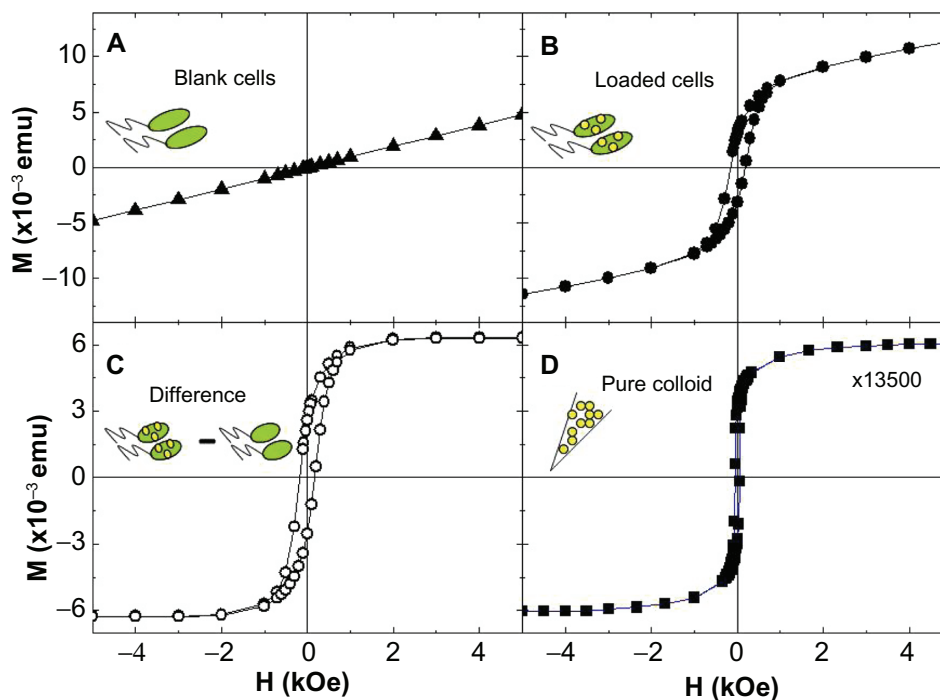 A
Blank cells
10
5
0
−5
−10
M (x10⁻³ emu)
B
Loaded cells
C
Difference
6
3
0
−3
−6
M (x10⁻³ emu)
−4
−2
0
2
4
H (kOe)
D
Pure colloid
x13500
−4
−2
0
2
4
H (kOe)